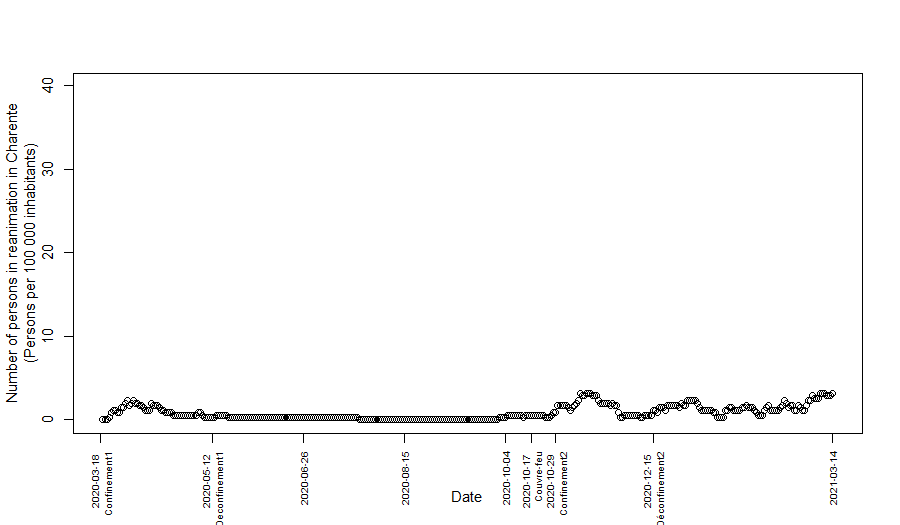 Number of persons in reanimation in Charente
(Persons per 100 000 inhabitants)
40
30
20
10
0
2020-03-18
Confinement1
2020-05-12
Deconfinement1
2020-06-26
2020-08-15
2020-10-04
2020-10-17
Couvre-feu
2020-10-29
Confinement2
2020-12-15
Déconfinement2
2021-03-14
Date